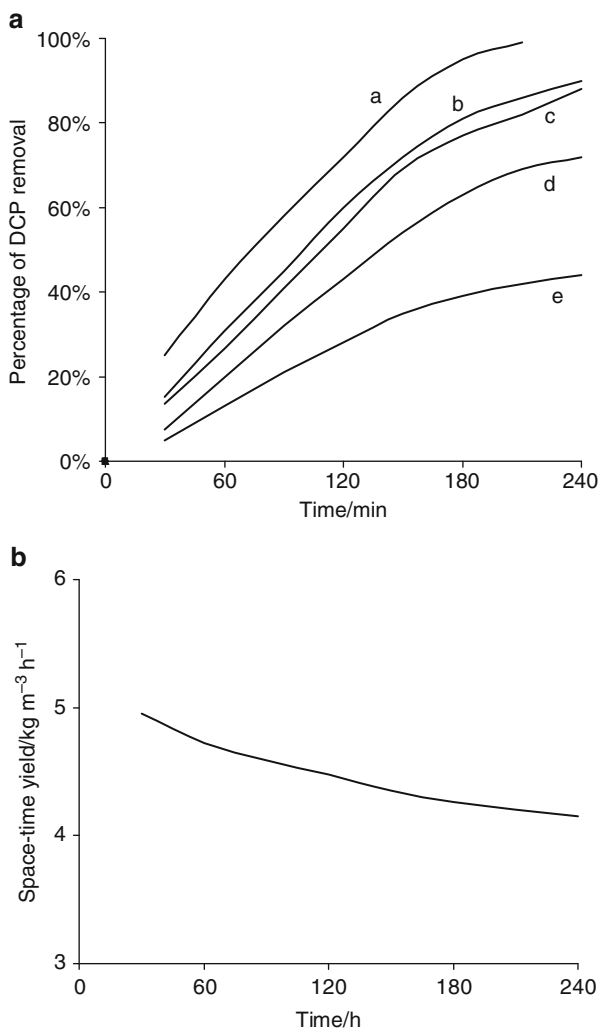 a
100%
80%
60%
40%
20%
0%
Percentage of DCP removal
a
b
c
d
e
0 60 120 180 240
Time/min
b
6
5
4
3
Space-time yield/kg m⁻³ h⁻¹
0 60 120 180 240
Time/h